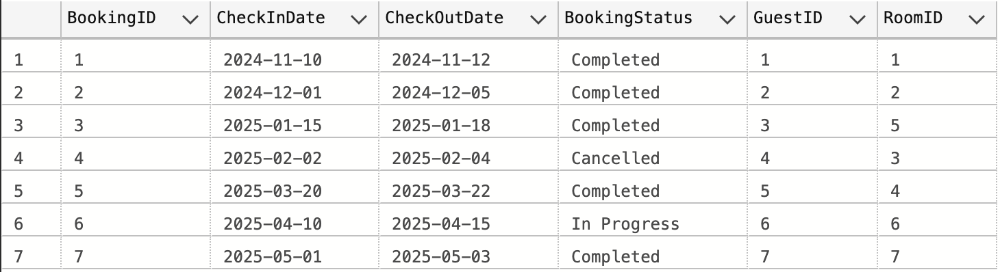 BookingID CheckInDate CheckOutDate BookingStatus GuestID RoomID
1 1 2024-11-10 2024-11-12 Completed 1 1
2 2 2024-12-01 2024-12-05 Completed 2 2
3 3 2025-01-15 2025-01-18 Completed 3 5
4 4 2025-02-02 2025-02-04 Cancelled 4 3
5 5 2025-03-20 2025-03-22 Completed 5 4
6 6 2025-04-10 2025-04-15 In Progress 6 6
7 7 2025-05-01 2025-05-03 Completed 7 7